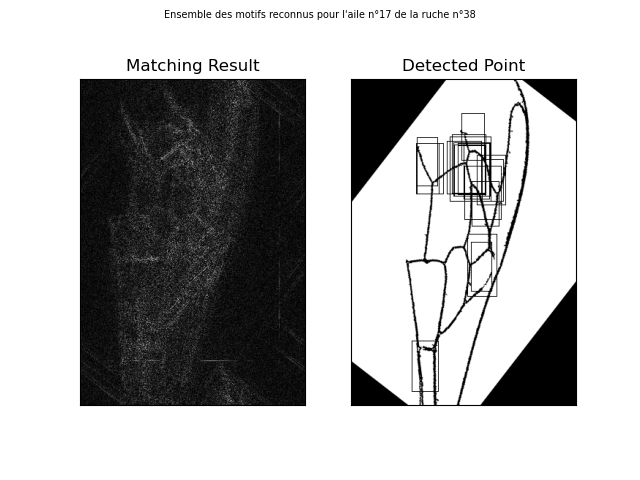 Ensemble des motifs reconnus pour l'aile n°17 de la ruche n°38
Matching Result
Detected Point